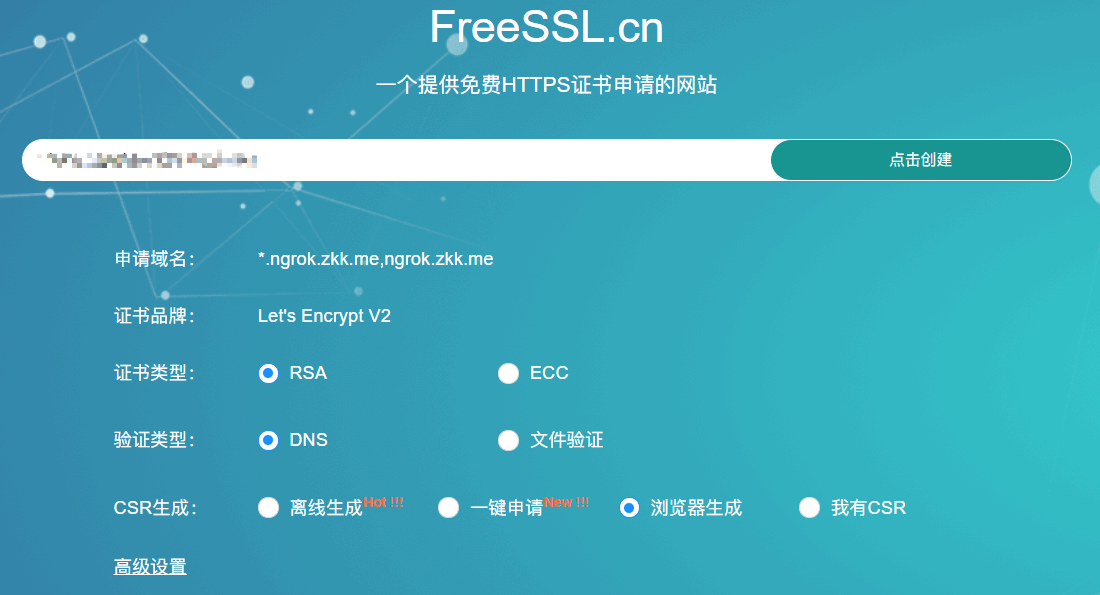 FreeSSL.cn
一个提供免费HTTPS证书申请的网站
点击创建
申请域名： *.ngrok.zkk.me,ngrok.zkk.me
证书品牌： Let's Encrypt V2
证书类型： RSA ECC
验证类型： DNS 文件验证
CSR生成： 离线生成Hot !!! 一键申请New !!! 浏览器生成 我有CSR
高级设置